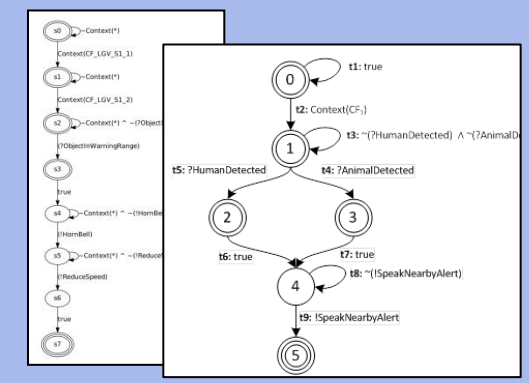 s0
~Context(*)
Context(CF_LGV_S1_1)
s1
~Context(*)
Context(CF_LGV_S1_2)
s2
~Context(*) ^ ~(?Objectl
(?ObjectInWarningRange)
s3
true
s4
~Context(*) ^ ~(!HornBe
(!HornBell)
s5
~Context(*) ^ ~(!Reduce
(!ReduceSpeed)
s6
true
s7
0
t1: true
t2: Context(CF₁)
1
t3: ~(?HumanDetected) ∧ ~(?AnimalD
t5: ?HumanDetected
t4: ?AnimalDetected
2
3
t6: true
t7: true
4
t8: ~(!SpeakNearbyAlert)
t9: !SpeakNearbyAlert
5